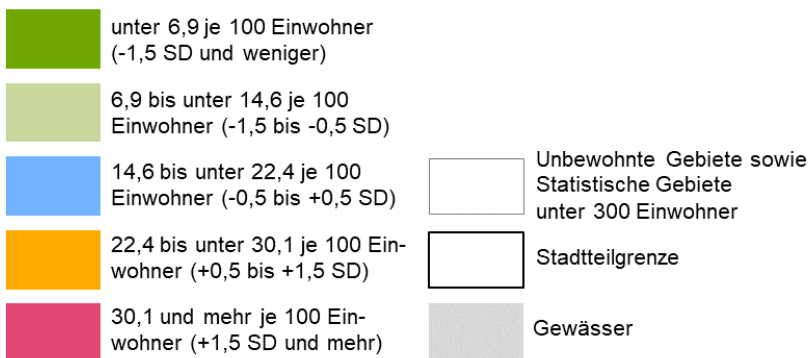 unter 6,9 je 100 Einwohner
(-1,5 SD und weniger)
6,9 bis unter 14,6 je 100
Einwohner (-1,5 bis -0,5 SD)
14,6 bis unter 22,4 je 100
Einwohner (-0,5 bis +0,5 SD)
22,4 bis unter 30,1 je 100 Ein-
wohner (+0,5 bis +1,5 SD)
30,1 und mehr je 100 Ein-
wohner (+1,5 SD und mehr)
Unbewohnte Gebiete sowie
Statistische Gebiete
unter 300 Einwohner
Stadtteilgrenze
Gewässer